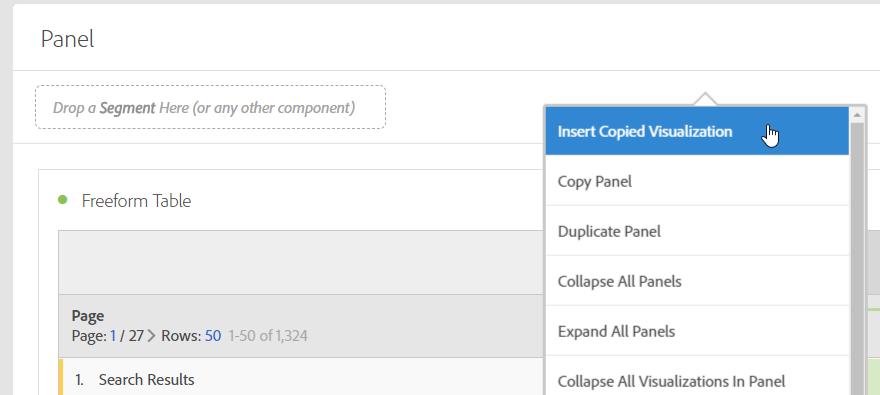 Panel
Drop a Segment Here (or any other component)
Insert Copied Visualization
Copy Panel
Duplicate Panel
Collapse All Panels
Expand All Panels
Collapse All Visualizations In Panel
Freeform Table
Page
Page: 1 / 27 > Rows: 50 1-50 of 1,324
1. Search Results